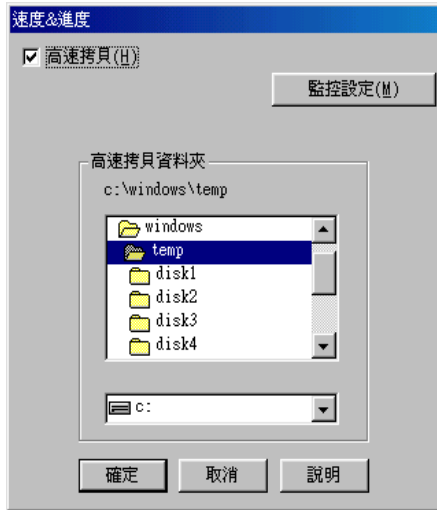 速度&進度
高速拷貝(H)
監控設定(M)
高速拷貝資料夾
c:\windows\temp
windows
temp
disk1
disk2
disk3
disk4
c:
確定
取消
說明